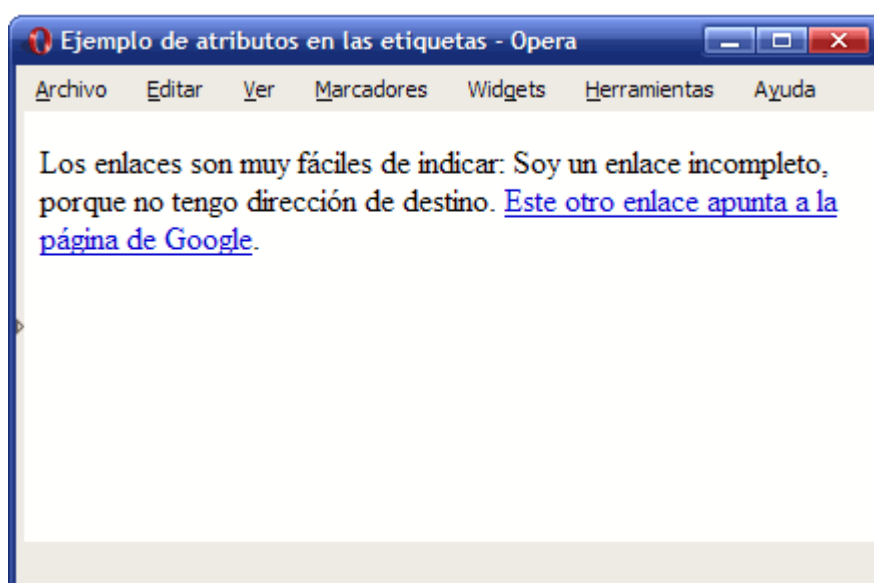 Ejemplo de atributos en las etiquetas - Opera
Archivo Editar Ver Marcadores Widgets Herramientas Ayuda
Los enlaces son muy fáciles de indicar: Soy un enlace incompleto,
porque no tengo dirección de destino. Este otro enlace apunta a la
página de Google.